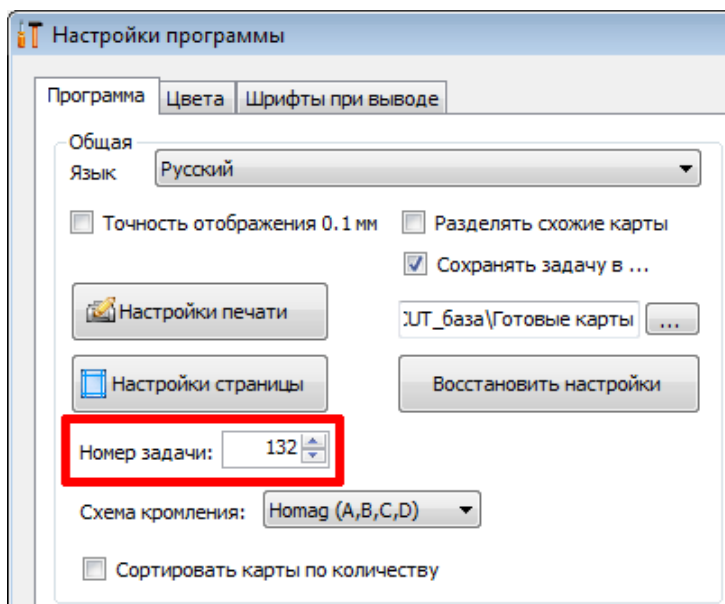 Настройки программы
Программа Цвета Шрифты при выводе
Общая
Язык Русский
Точность отображения 0.1 мм Разделять схожие карты
Сохранять задачу в ...
Настройки печати CUT_база\Готовые карты ...
Настройки страницы Восстановить настройки
Номер задачи: 132
Схема кромления: Homag (A,B,C,D)
Сортировать карты по количеству